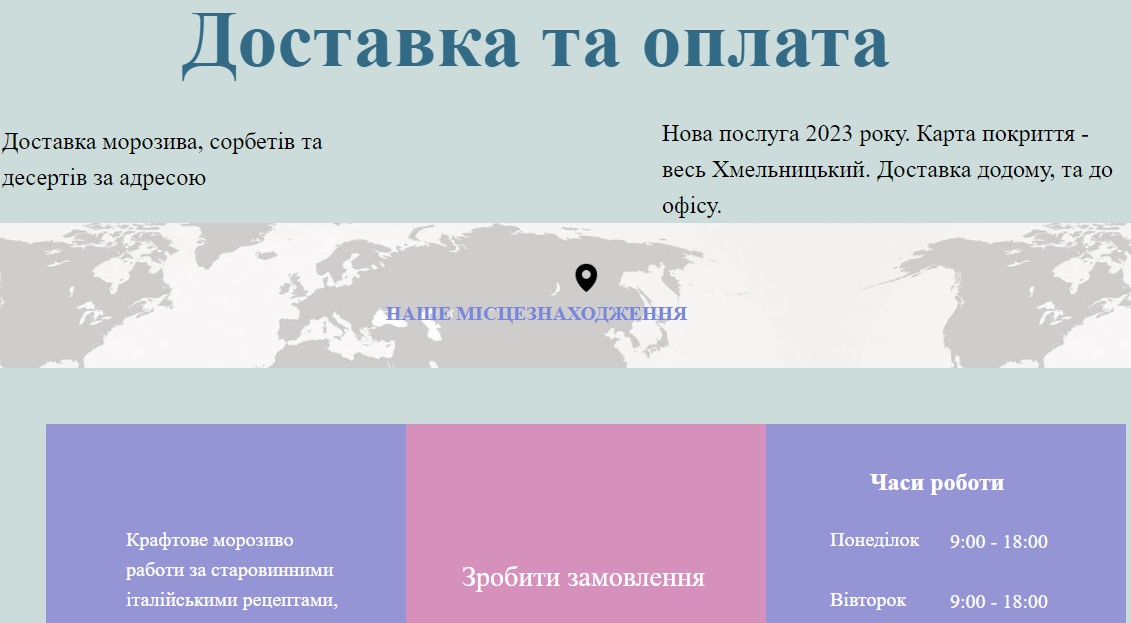 Доставка та оплата
Доставка морозива, сорбетів та
десертів за адресою
Нова послуга 2023 року. Карта покриття -
весь Хмельницький. Доставка додому, та до
офісу.
НАШЕ МІСЦЕЗНАХОДЖЕННЯ
Крафтове морозиво
работи за старовинними
італійськими рецептами,
Зробити замовлення
Часи роботи
Понеділок 9:00 - 18:00
Вівторок 9:00 - 18:00